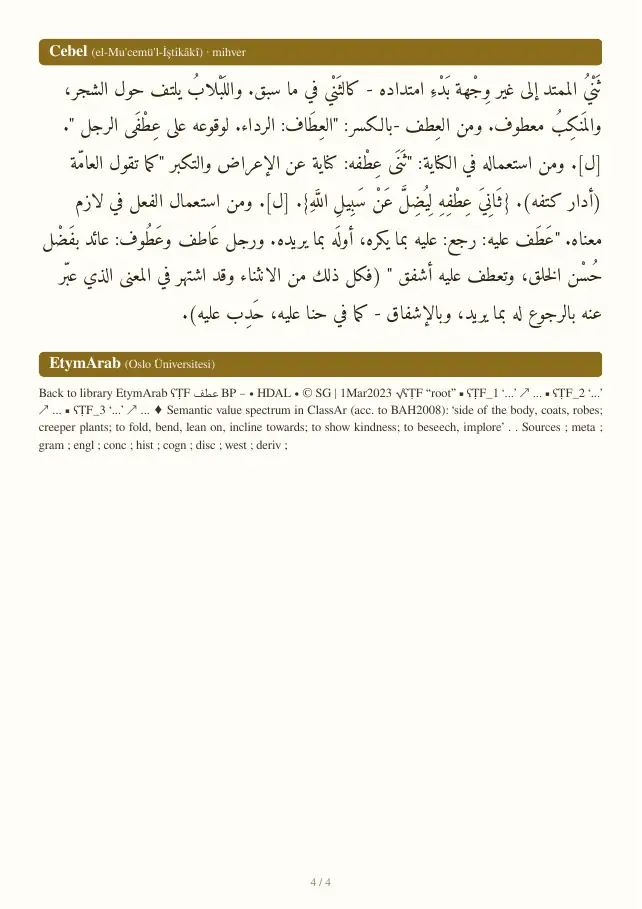 Cebel (el-Mu'cemü'l-İştikâkî) · mihver
ثَنْيُ الممتد إلى غير وِجْهة بَدْءِ امتداده - كالثَنْي في ما سبق. واللَبْلابُ يلتف حول الشجر،
والمَنكِبُ معطوف. ومن العِطف -بالكسر: "العِطَاف: الرداء. لوقوعه على عِطْفَى الرجل ".
[ل]. ومن استعماله في الكناية: "ثَنَى عِطْفه: كناية عن الإعراض والتكبر "كما تقول العامّة
(أدار كتفه). {ثَانِيَ عِطْفِهِ لِيُضِلَّ عَنْ سَبِيلِ اللَّهِ}. [ل]. ومن استعمال الفعل في لازم
معناه. "عَطَف عليه: رجع: عليه بما يكره، أولَه بما يريده. ورجل عَاطف وعَطُوف: عائد بفَضْل
حُسْن الخلق، وتعطف عليه أشفق " (فكل ذلك من الانثناء وقد اشتهر في المعنى الذي عبّر
عنه بالرجوع له بما يريد، وبالإشفاق - كما في حنا عليه، حَدِب عليه).
EtymArab (Oslo Üniversitesi)
Back to library EtymArab ʕṬF عطف BP – • HDAL • © SG | 1Mar2023 √ʕṬF “root” ▪ ʕṬF_1 ‘...’ ↗ ... ▪ ʕṬF_2 ‘...’
↗ ... ▪ ʕṬF_3 ‘...’ ↗ ... ♦ Semantic value spectrum in ClassAr (acc. to BAH2008): ‘side of the body, coats, robes;
creeper plants; to fold, bend, lean on, incline towards; to show kindness; to beseech, implore’ . . Sources ; meta ;
gram ; engl ; conc ; hist ; cogn ; disc ; west ; deriv ;
4 / 4